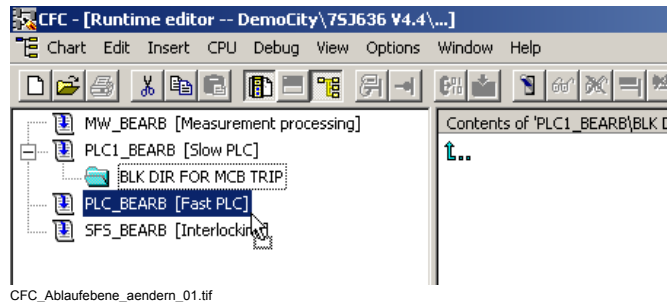 CFC - [Runtime editor -- DemoCity\7SJ636 V4.4\...]
Chart Edit Insert CPU Debug View Options Window Help
MW_BEARB [Measurement processing]
Contents of 'PLC1_BEARB\BLK D
PLC1_BEARB [Slow PLC]
BLK DIR FOR MCB TRIP
PLC_BEARB [Fast PLC]
SFS_BEARB [Interlocking]
CFC_Ablaufebene_aendern_01.tif